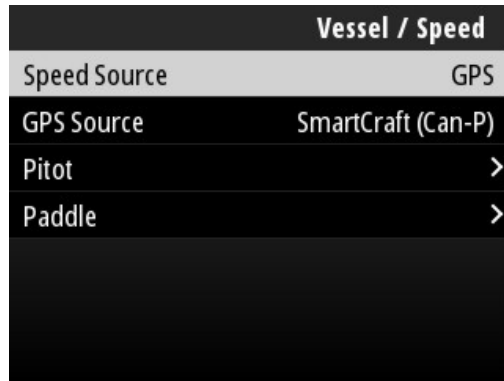 Vessel / Speed
Speed Source GPS
GPS Source SmartCraft (Can-P)
Pitot >
Paddle >